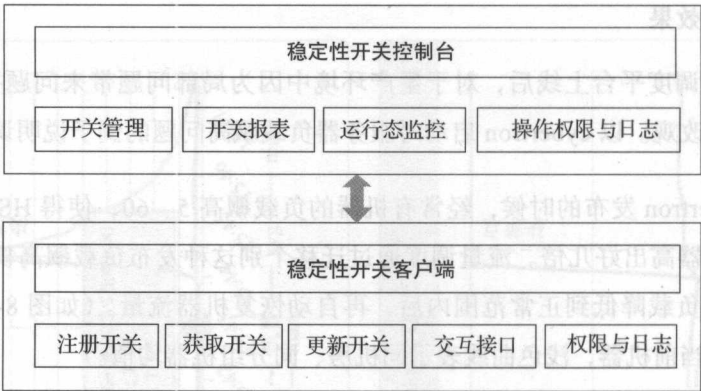 稳定性开关控制台
开关管理 开关报表 运行态监控 操作权限与日志
稳定性开关客户端
注册开关 获取开关 更新开关 交互接口 权限与日志